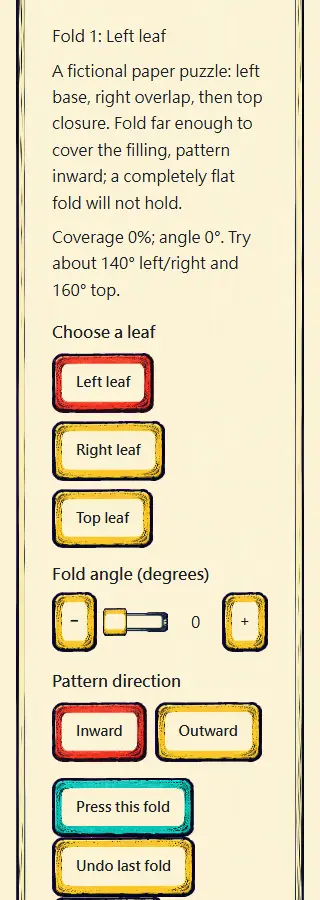 Fold 1: Left leaf
A fictional paper puzzle: left
base, right overlap, then top
closure. Fold far enough to
cover the filling, pattern
inward; a completely flat
fold will not hold.
Coverage 0%; angle 0°. Try
about 140° left/right and
160° top.
Choose a leaf
Left leaf
Right leaf
Top leaf
Fold angle (degrees)
− 0 +
Pattern direction
Inward Outward
Press this fold
Undo last fold